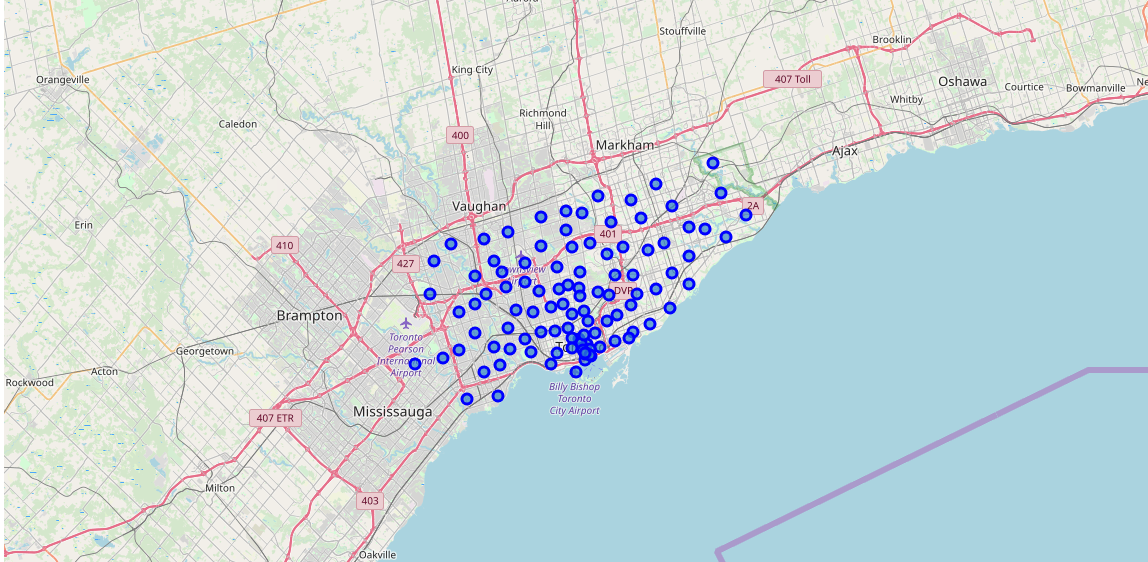 Stouffville
Brooklin
King City
Orangeville
407 Toll
Oshawa
Courtice
Bowmanville
Whitby
Richmond
Hill
Caledon
400
Markham
Ajax
Vaughan
2A
Erin
401
410
427
DVP
Brampton
Toronto
Pearson
International
Airport
Georgetown
Acton
Rockwood
Billy Bishop
Toronto
City Airport
Mississauga
407 ETR
Milton
403
Oakville